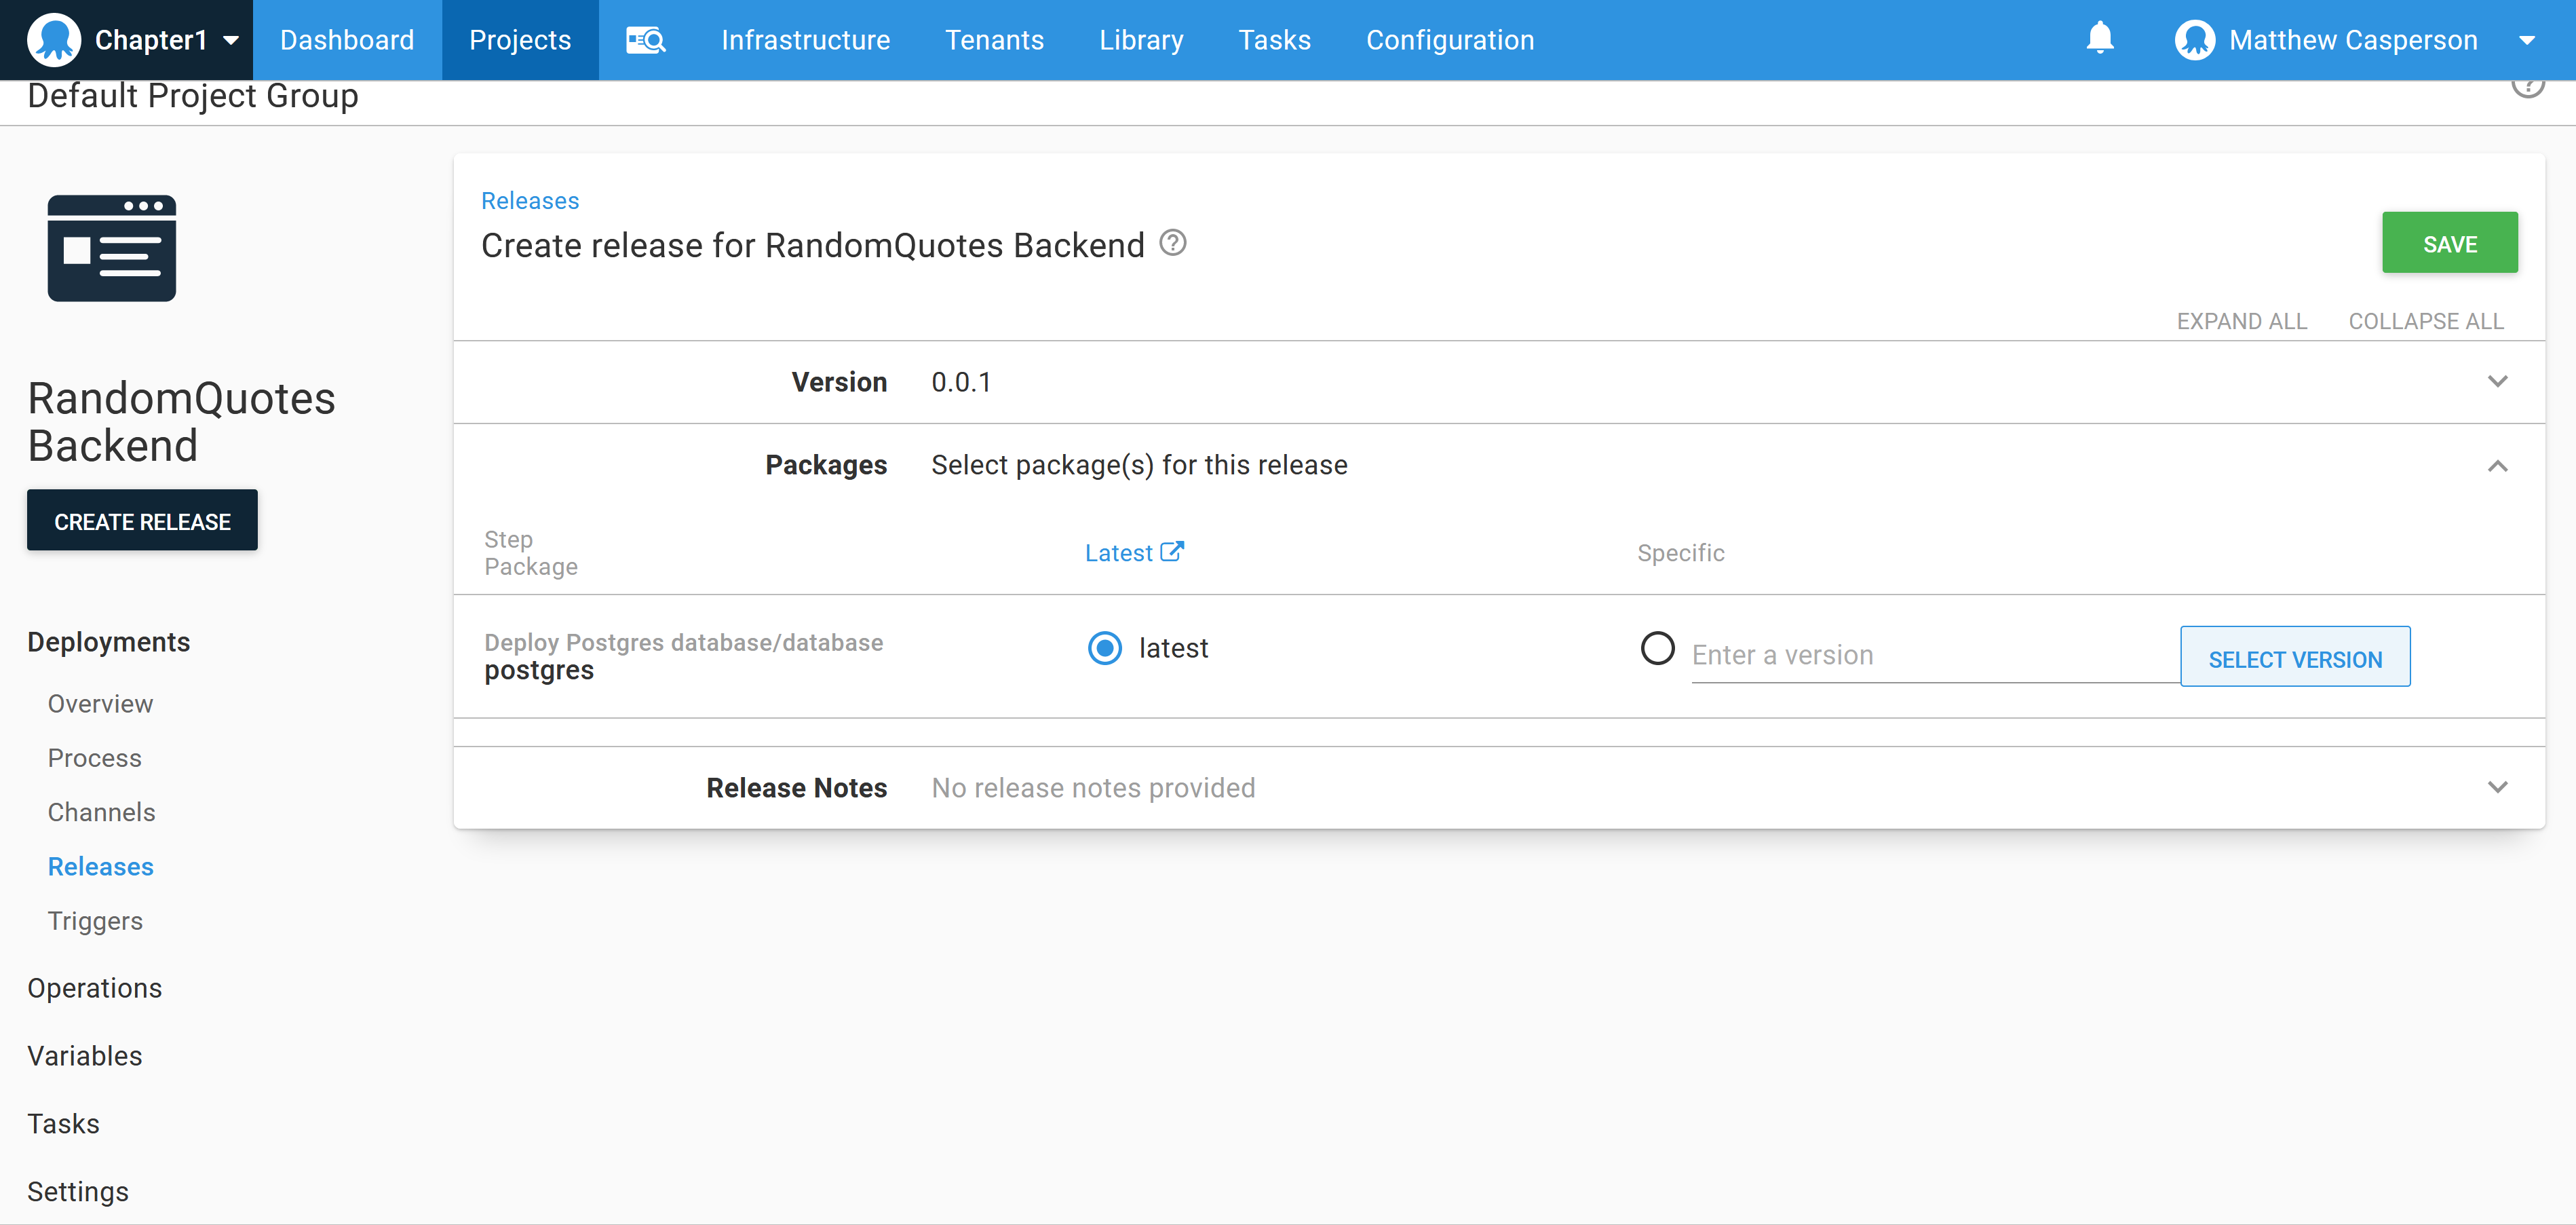 Chapter1 Dashboard Projects Infrastructure Tenants Library Tasks Configuration Matthew Casperson
Default Project Group
RandomQuotes
Backend
CREATE RELEASE
Deployments
Overview
Process
Channels
Releases
Triggers
Operations
Variables
Tasks
Settings
Releases
Create release for RandomQuotes Backend
SAVE
EXPAND ALL COLLAPSE ALL
Version 0.0.1
Packages Select package(s) for this release
Step
Package
Latest
Specific
Deploy Postgres database/database
postgres
latest
Enter a version
SELECT VERSION
Release Notes No release notes provided